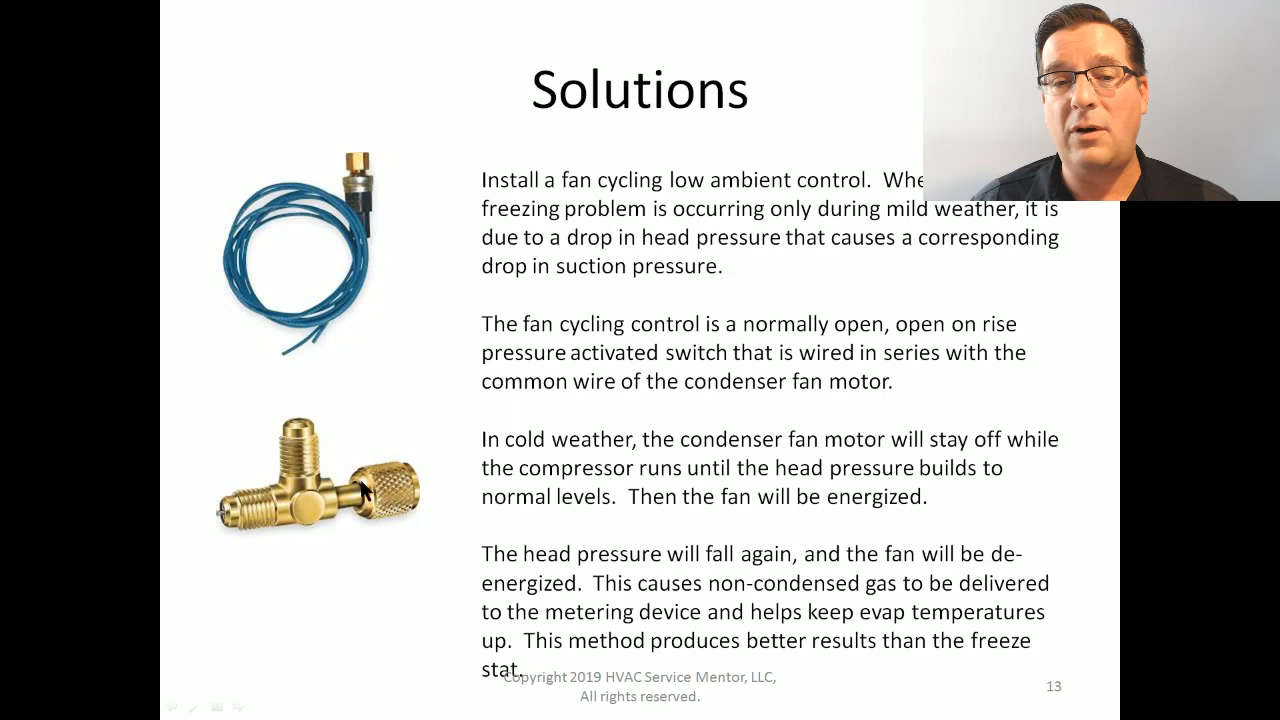 Solutions
Install a fan cycling low ambient control.  Whe
freezing problem is occurring only during mild weather, it is
due to a drop in head pressure that causes a corresponding
drop in suction pressure.
The fan cycling control is a normally open, open on rise
pressure activated switch that is wired in series with the
common wire of the condenser fan motor.
In cold weather, the condenser fan motor will stay off while
the compressor runs until the head pressure builds to
normal levels.  Then the fan will be energized.
The head pressure will fall again, and the fan will be de-
energized.  This causes non-condensed gas to be delivered
to the metering device and helps keep evap temperatures
up.  This method produces better results than the freeze
stat.
Copyright 2019 HVAC Service Mentor, LLC,
All rights reserved.
13